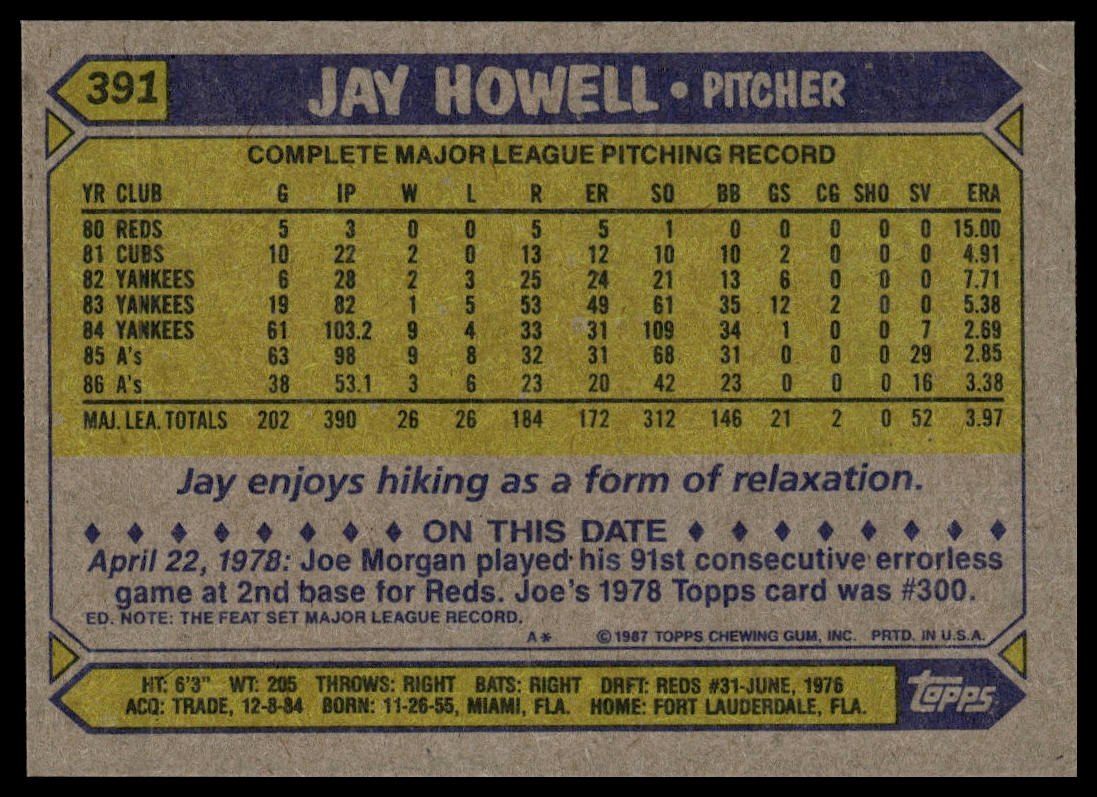 391 JAY HOWELL • PITCHER
COMPLETE MAJOR LEAGUE PITCHING RECORD
YR CLUB G IP W L R ER SO BB GS CG SHO SV ERA
80 REDS 5 3 0 0 5 5 1 0 0 0 0 0 15.00
81 CUBS 10 22 2 0 13 12 10 10 2 0 0 0 4.91
82 YANKEES 6 28 2 3 25 24 21 13 6 0 0 0 7.71
83 YANKEES 19 82 1 5 53 49 61 35 12 2 0 0 5.38
84 YANKEES 61 103.2 9 4 33 31 109 34 1 0 0 7 2.69
85 A's 63 98 9 8 32 31 68 31 0 0 0 29 2.85
86 A's 38 53.1 3 6 23 20 42 23 0 0 0 16 3.38
MAJ. LEA. TOTALS 202 390 26 26 184 172 312 146 21 2 0 52 3.97
Jay enjoys hiking as a form of relaxation.
ON THIS DATE
April 22, 1978: Joe Morgan played his 91st consecutive errorless
game at 2nd base for Reds. Joe's 1978 Topps card was #300.
ED. NOTE: THE FEAT SET MAJOR LEAGUE RECORD.
A* ©1987 TOPPS CHEWING GUM, INC. PRTD. IN U.S.A.
HT: 6'3" WT: 205 THROWS: RIGHT BATS: RIGHT DRFT: REDS #31-JUNE, 1976
ACQ: TRADE, 12-8-84 BORN: 11-26-55, MIAMI, FLA. HOME: FORT LAUDERDALE, FLA.
topps